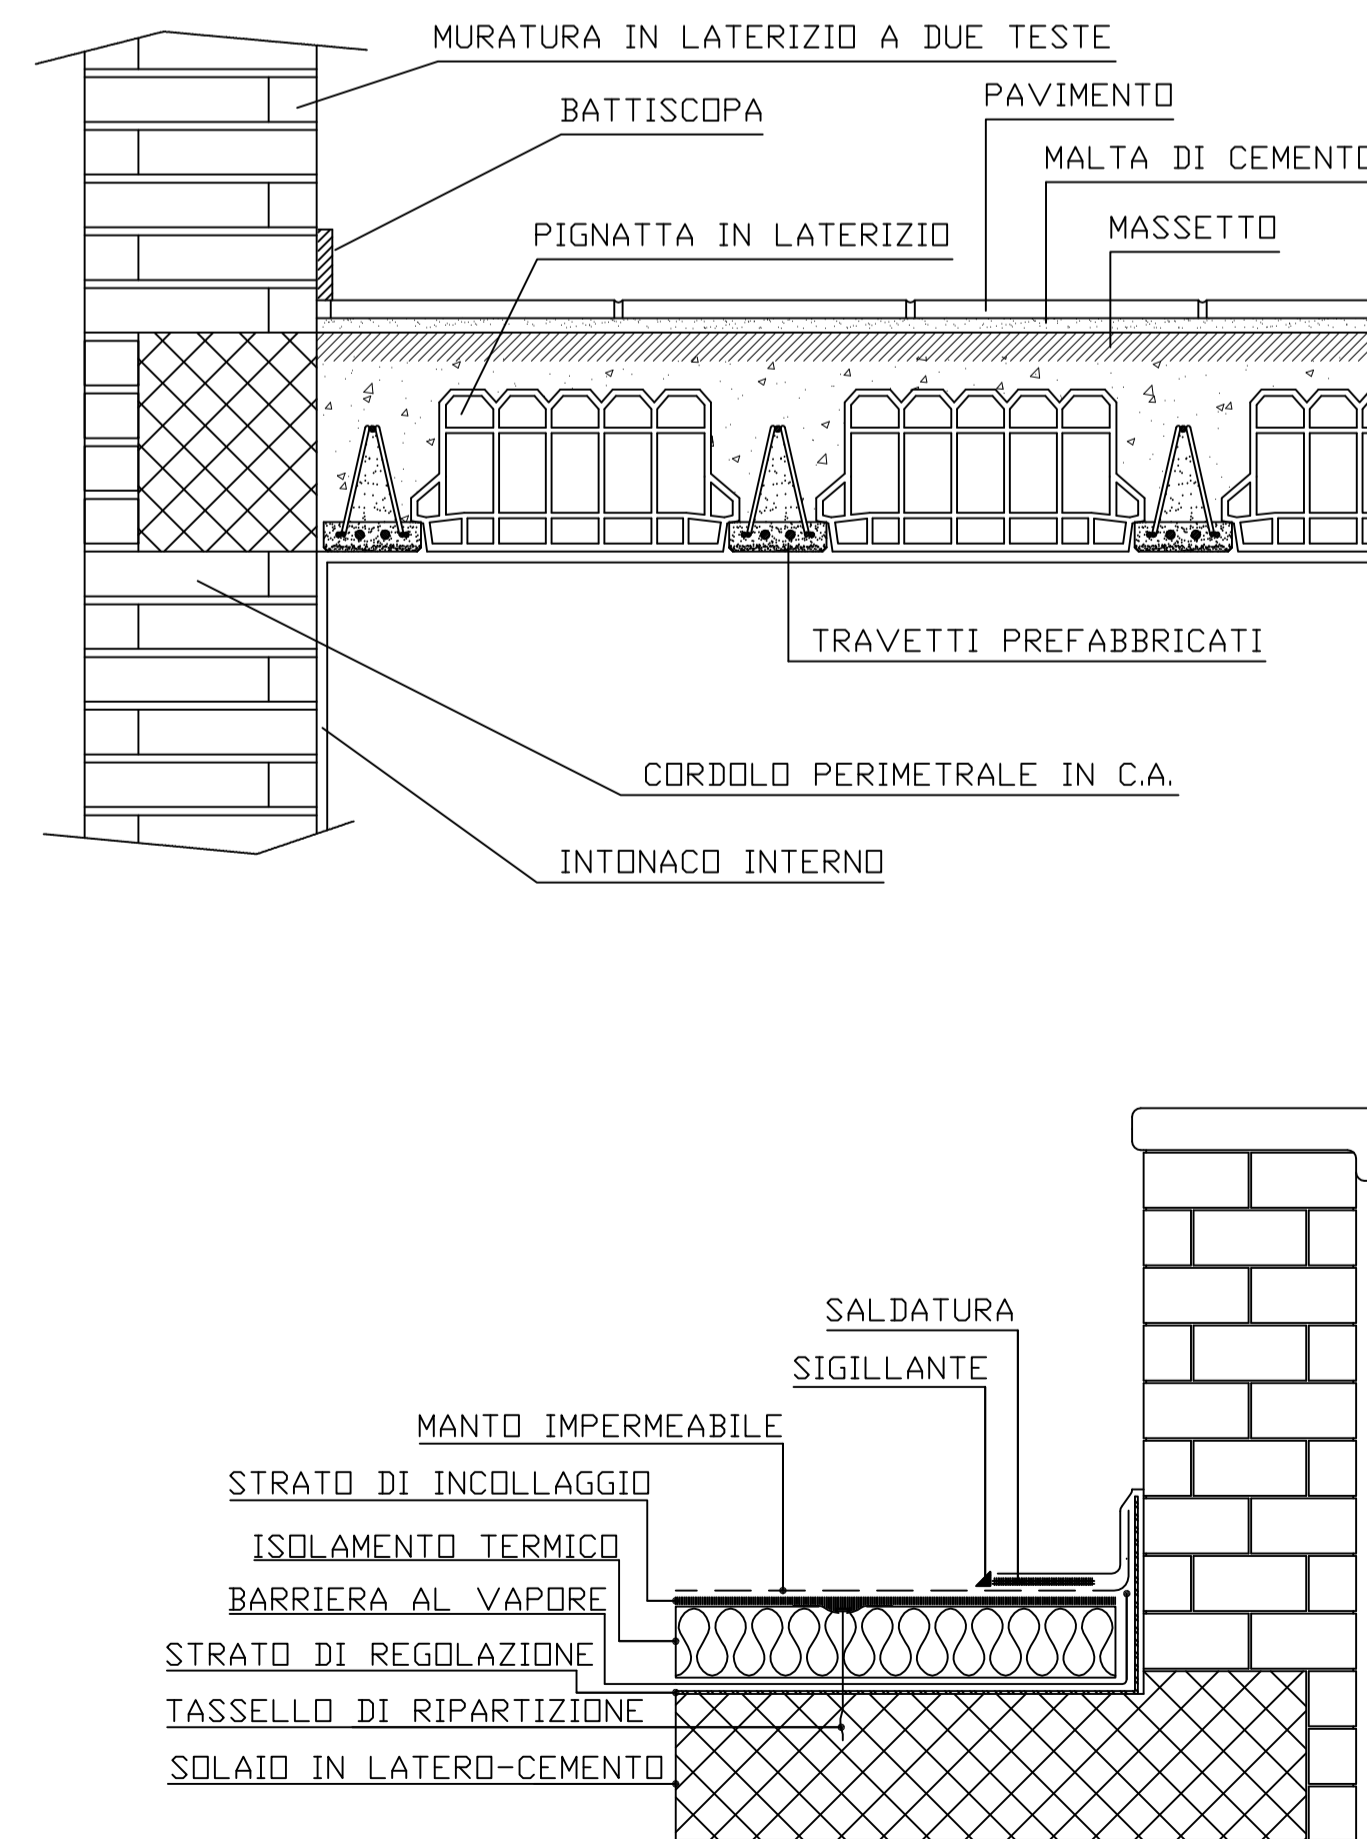 MURATURA IN LATERIZIO A DUE TESTE
PAVIMENTO
BATTISCOPA
MALTA DI CEMENTO
MASSETTO
PIGNATTA IN LATERIZIO
TRAVETTI PREFABBRICATI
CORDOLO PERIMETRALE IN C.A.
INTONACO INTERNO
SALDATURA
SIGILLANTE
MANTO IMPERMEABILE
STRATO DI INCOLLAGGIO
ISOLAMENTO TERMICO
BARRIERA AL VAPORE
STRATO DI REGOLAZIONE
TASSELLO DI RIPARTIZIONE
SOLAIO IN LATERO-CEMENTO